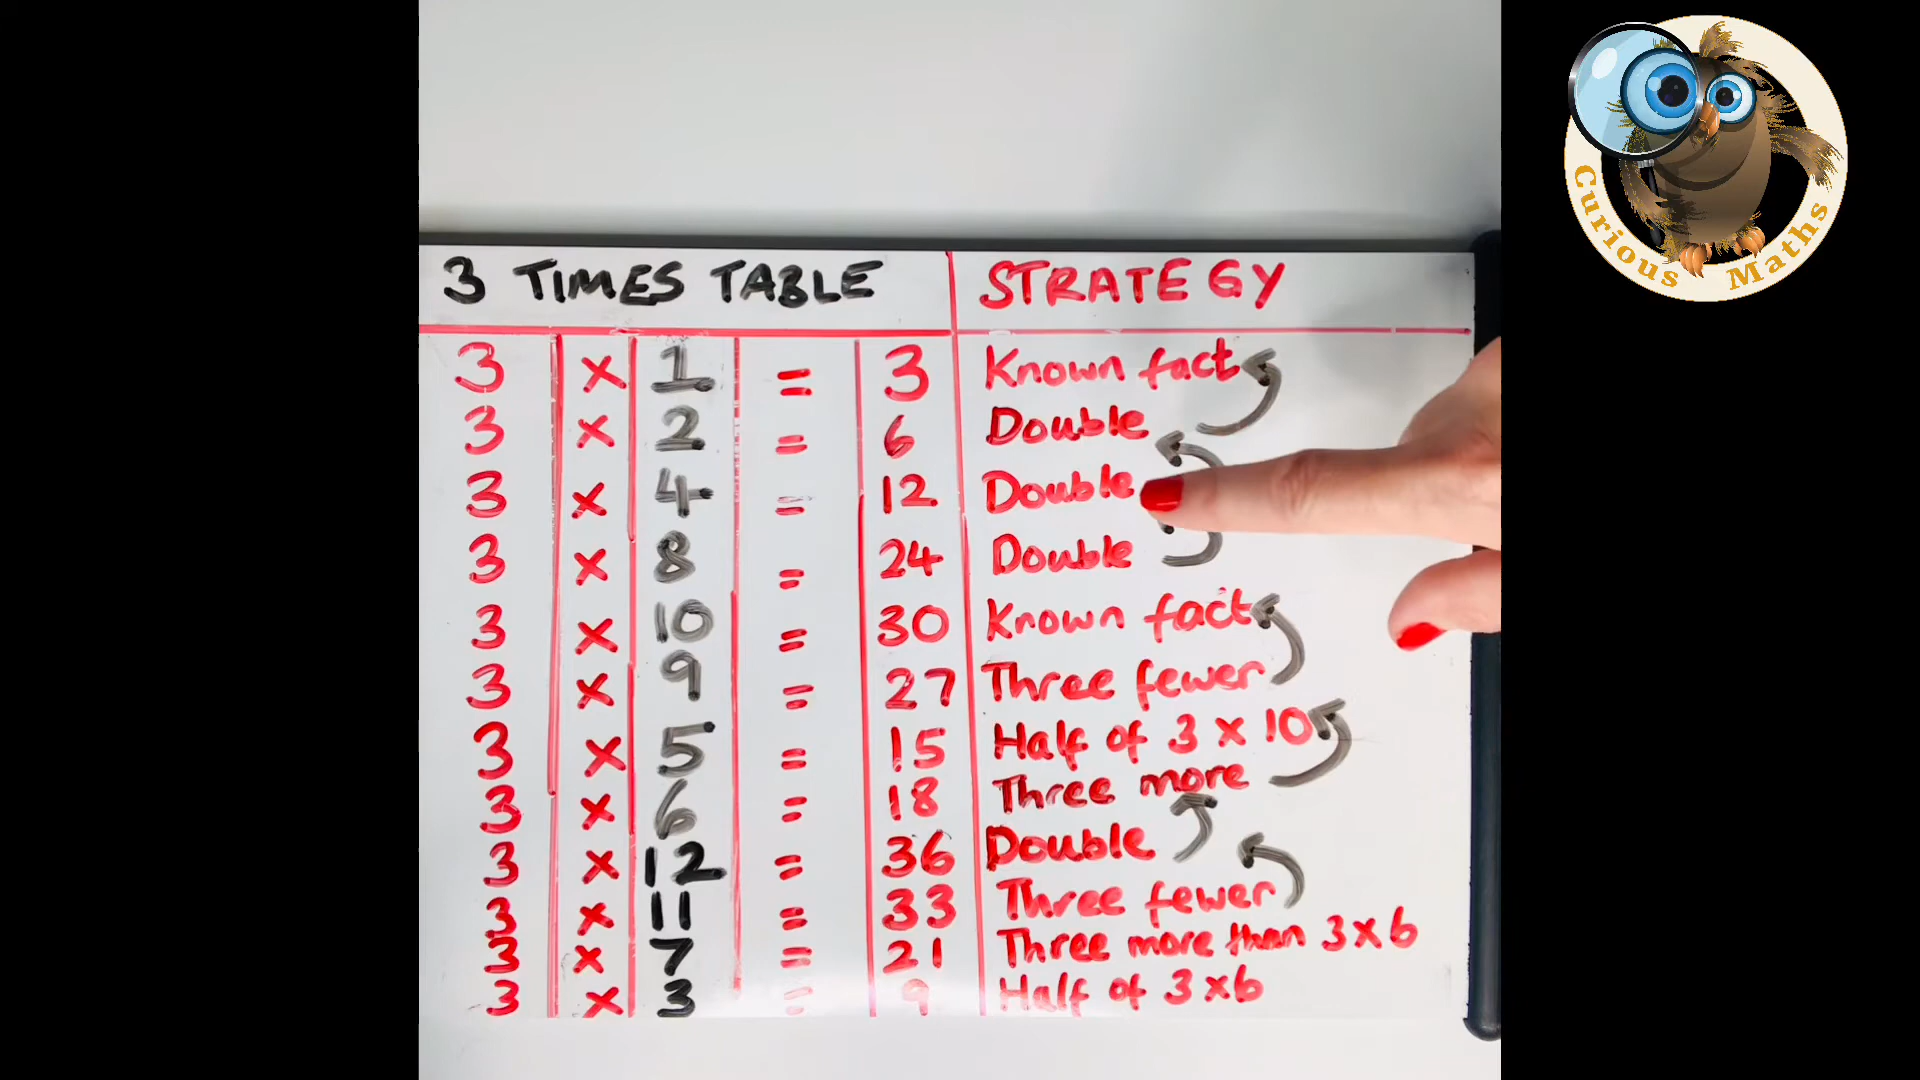 3 TIMES TABLE STRATEGY
3 × 1 = 3 Known fact
3 × 2 = 6 Double
3 × 4 = 12 Double
3 × 8 = 24 Double
3 × 10 = 30 Known fact
3 × 9 = 27 Three fewer
3 × 5 = 15 Half of 3 × 10
3 × 6 = 18 Three more
3 × 12 = 36 Double
3 × 11 = 33 Three fewer
3 × 7 = 21 Three more than 3 × 6
3 × 3 = 9 Half of 3 × 6
Curious Maths